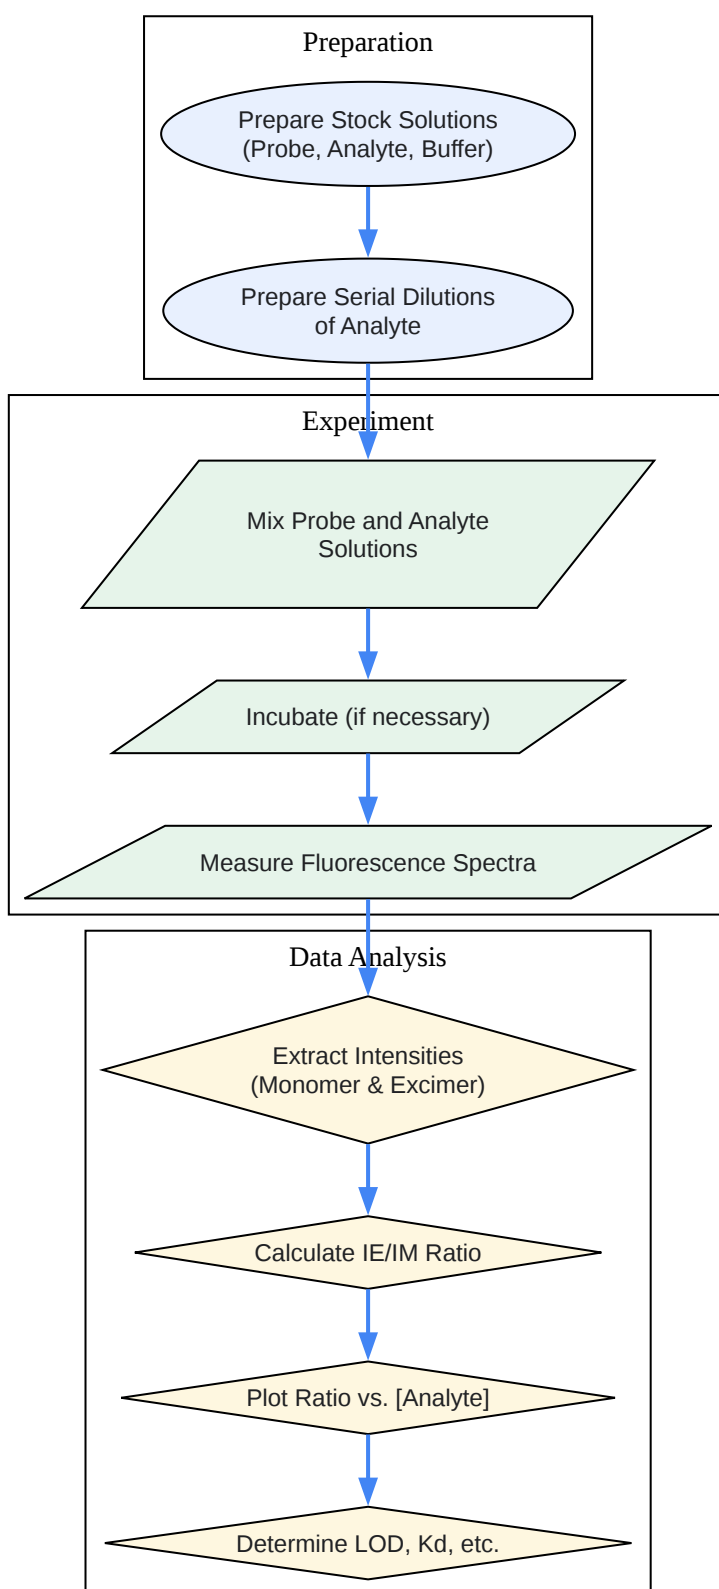 Preparation
Prepare Stock Solutions
(Probe, Analyte, Buffer)
Prepare Serial Dilutions
of Analyte
Experiment
Mix Probe and Analyte
Solutions
Incubate (if necessary)
Measure Fluorescence Spectra
Data Analysis
Extract Intensities
(Monomer & Excimer)
Calculate IE/IM Ratio
Plot Ratio vs. [Analyte]
Determine LOD, Kd, etc.